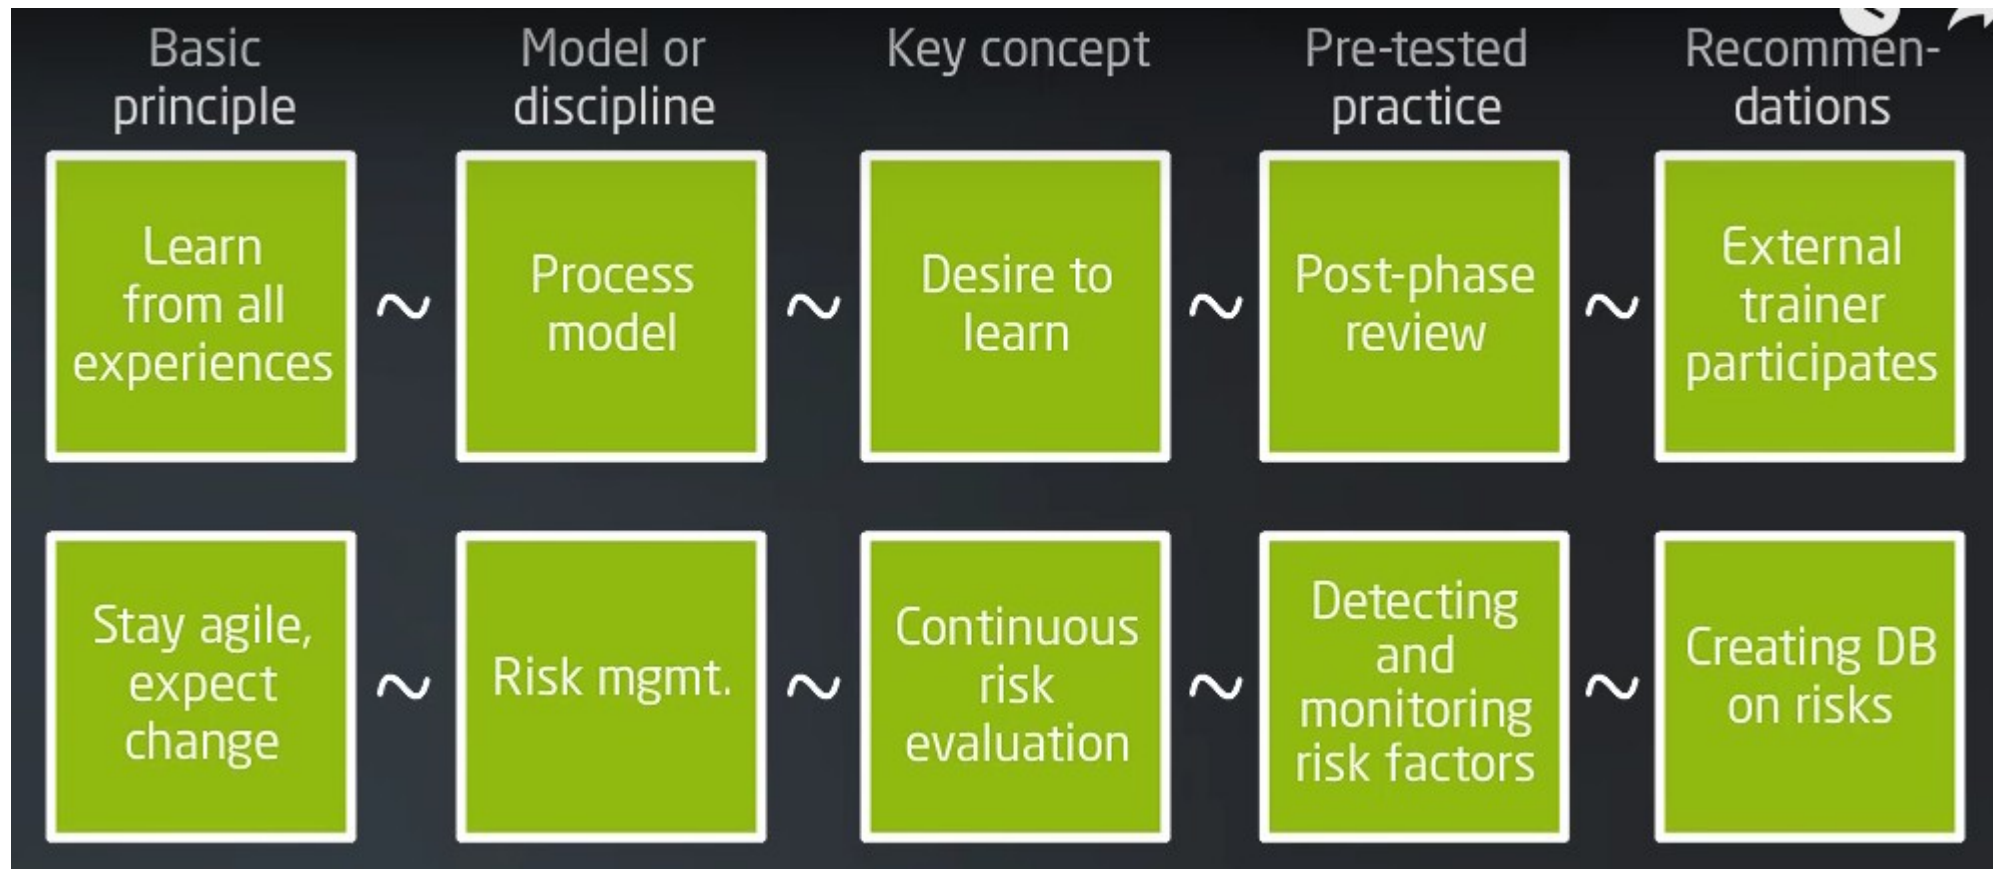 Basic
principle
Model or
discipline
Key concept
Pre-tested
practice
Recommen-
dations
Learn
from all
experiences
~
Process
model
~
Desire to
learn
~
Post-phase
review
~
External
trainer
participates
Stay agile,
expect
change
~
Risk mgmt.
~
Continuous
risk
evaluation
~
Detecting
and
monitoring
risk factors
~
Creating DB
on risks